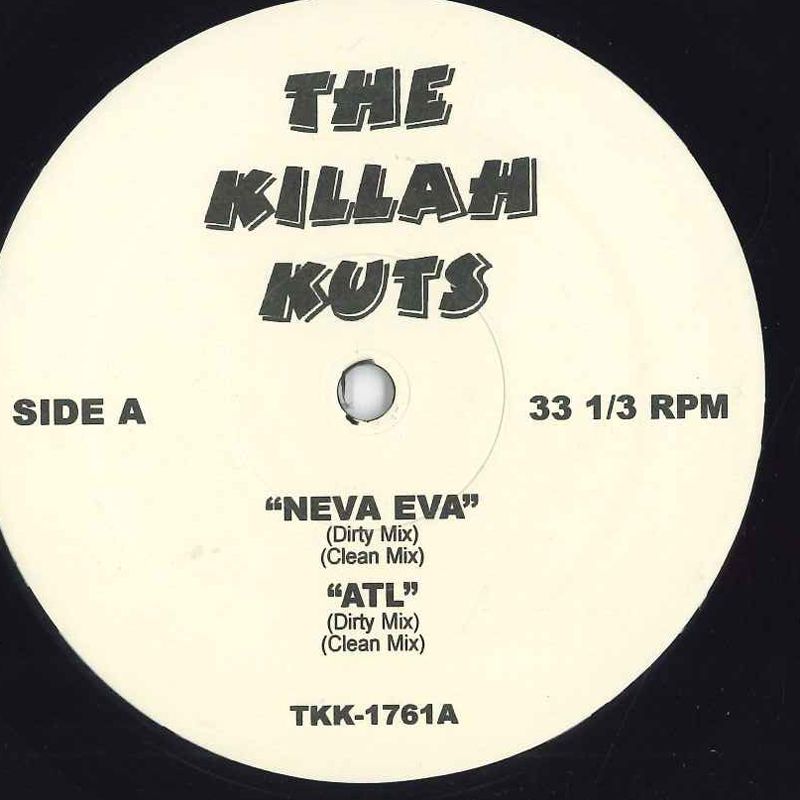 THE
KILLAH
KUTS
SIDE A
33 1/3 RPM
“NEVA EVA”
(Dirty Mix)
(Clean Mix)
“ATL”
(Dirty Mix)
(Clean Mix)
TKK-1761A